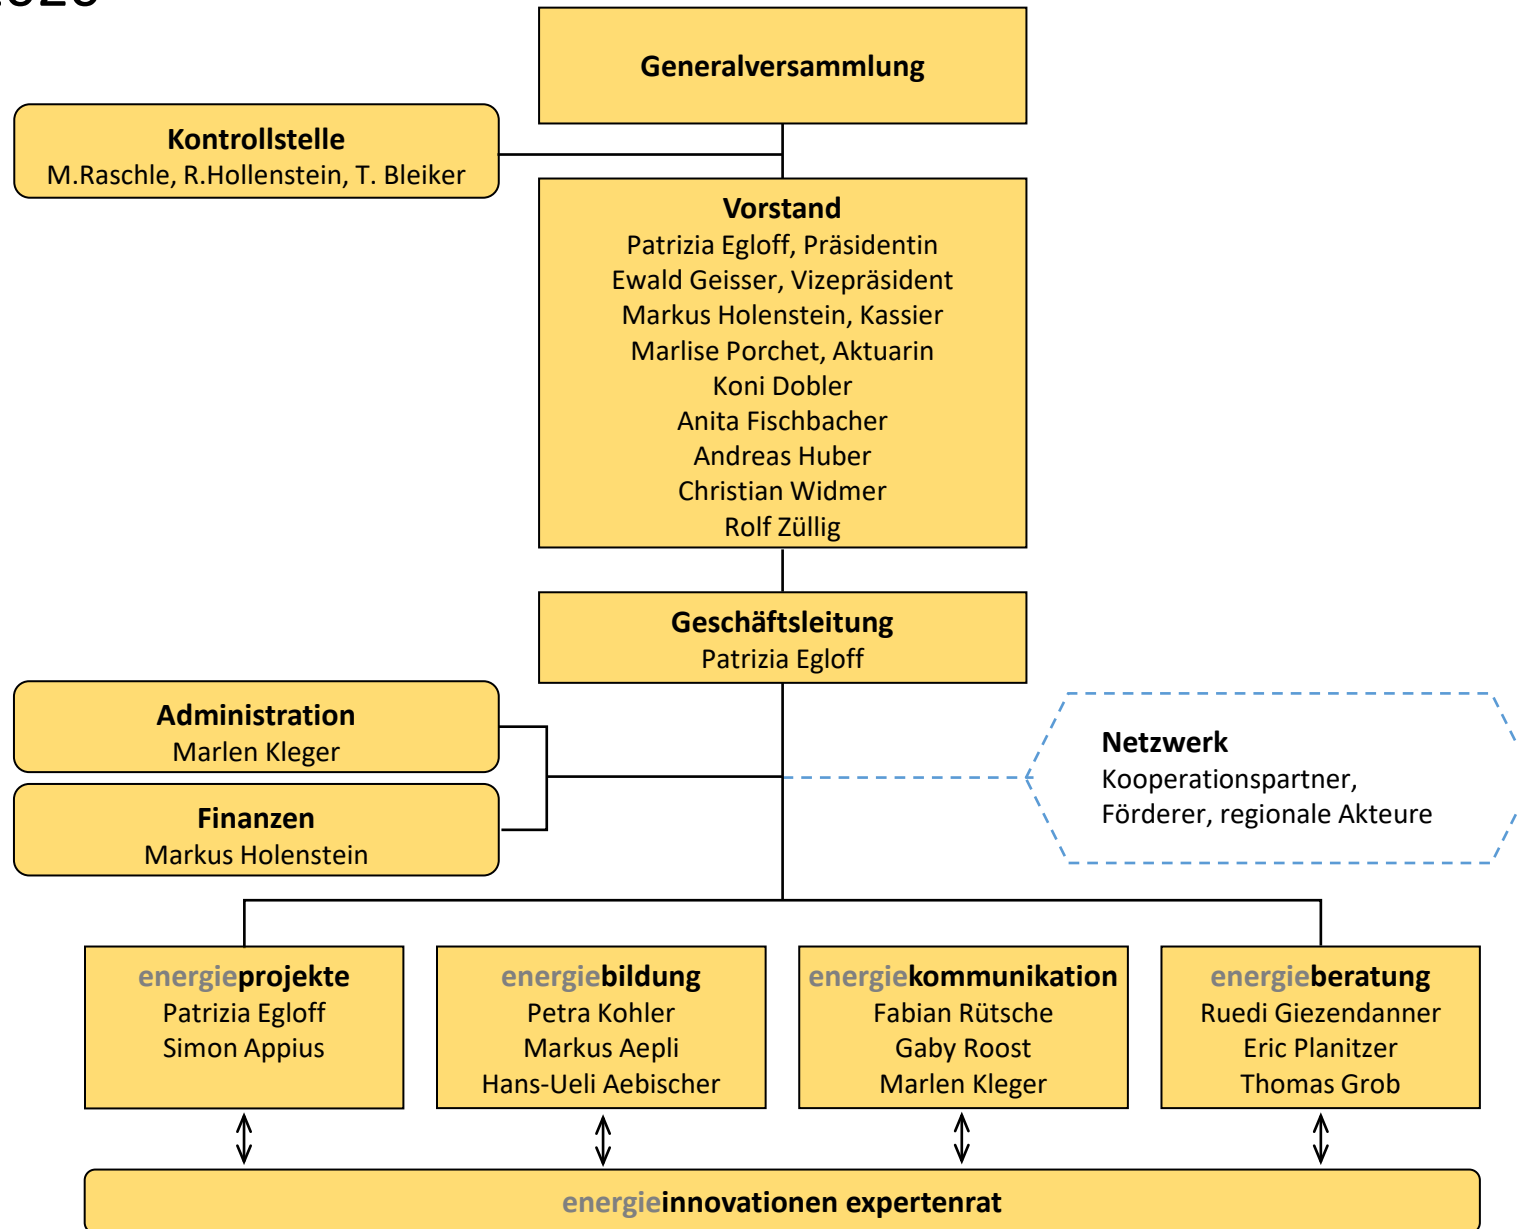 Generalversammlung
Kontrollstelle
M.Raschle, R.Hollenstein, T. Bleiker
Vorstand
Patrizia Egloff, Präsidentin
Ewald Geisser, Vizepräsident
Markus Holenstein, Kassier
Marlise Porchet, Aktuarin
Koni Dobler
Anita Fischbacher
Andreas Huber
Christian Widmer
Rolf Züllig
Geschäftsleitung
Patrizia Egloff
Administration
Marlen Kleger
Finanzen
Markus Holenstein
Netzwerk
Kooperationspartner,
Förderer, regionale Akteure
energieprojekte
Patrizia Egloff
Simon Appius
energiebildung
Petra Kohler
Markus Aepli
Hans-Ueli Aebischer
energiekommunikation
Fabian Rütsche
Gaby Roost
Marlen Kleger
energieberatung
Ruedi Giezendanner
Eric Planitzer
Thomas Grob
energieinnovationen expertenrat